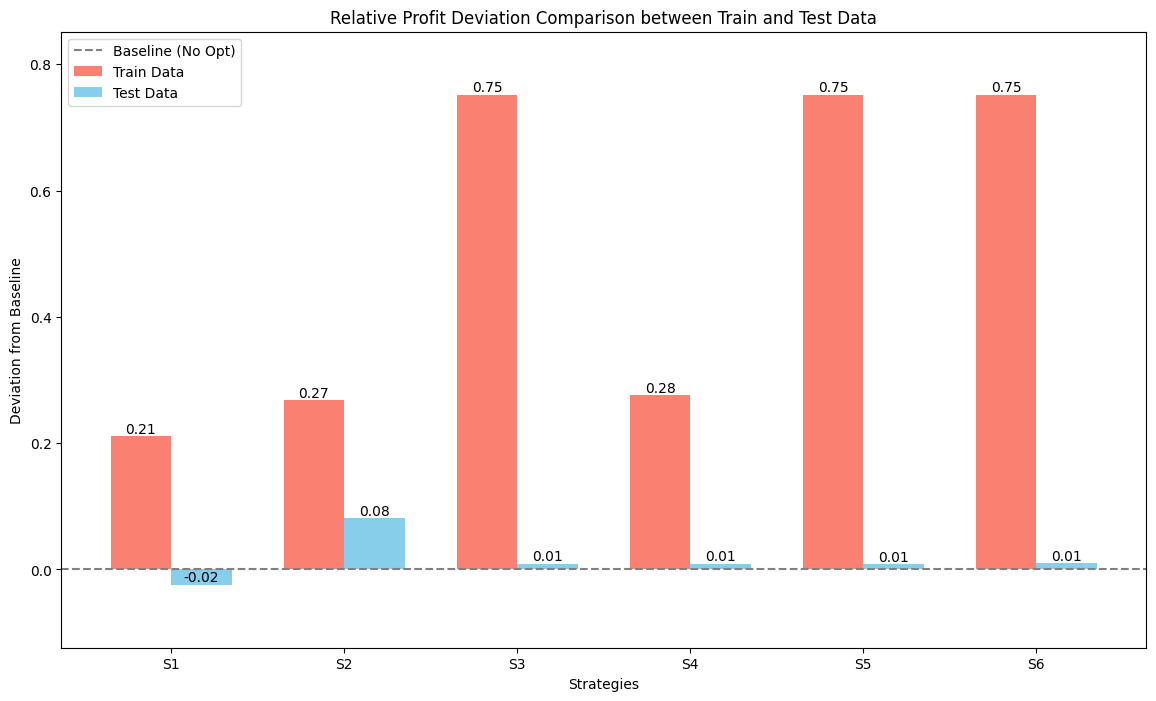 Relative Profit Deviation Comparison between Train and Test Data
Baseline (No Opt)
Train Data
Test Data
Deviation from Baseline
0.8
0.6
0.4
0.2
0.0
0.21
-0.02
0.27
0.08
0.75
0.01
0.28
0.01
0.75
0.01
0.75
0.01
S1
S2
S3
S4
S5
S6
Strategies